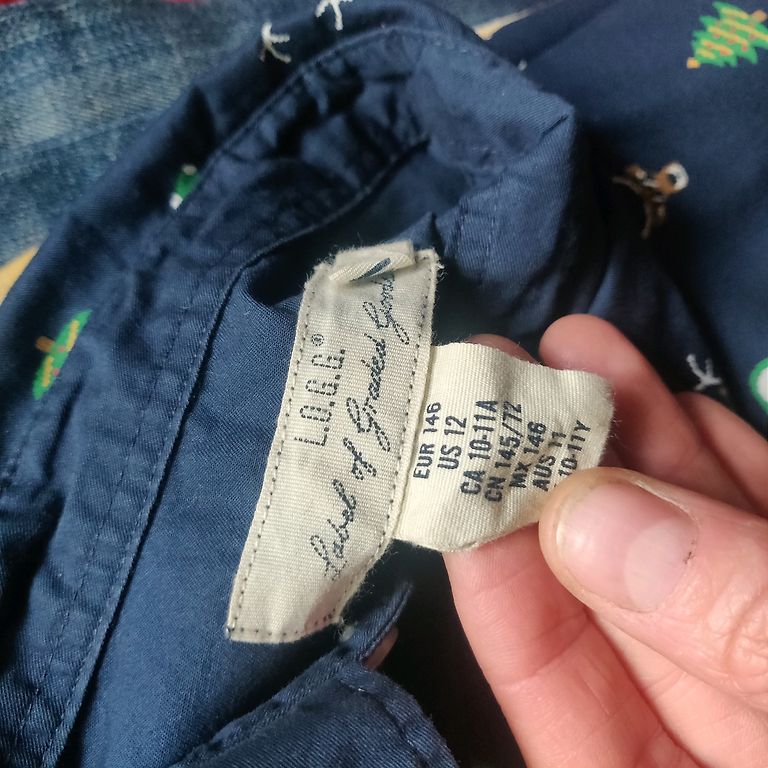 L.O.G.G.®
Label of Graded Goods
EUR 146
US 12
CA 10-11A
CN 145/72
MX 146
AUS 11
10-11Y